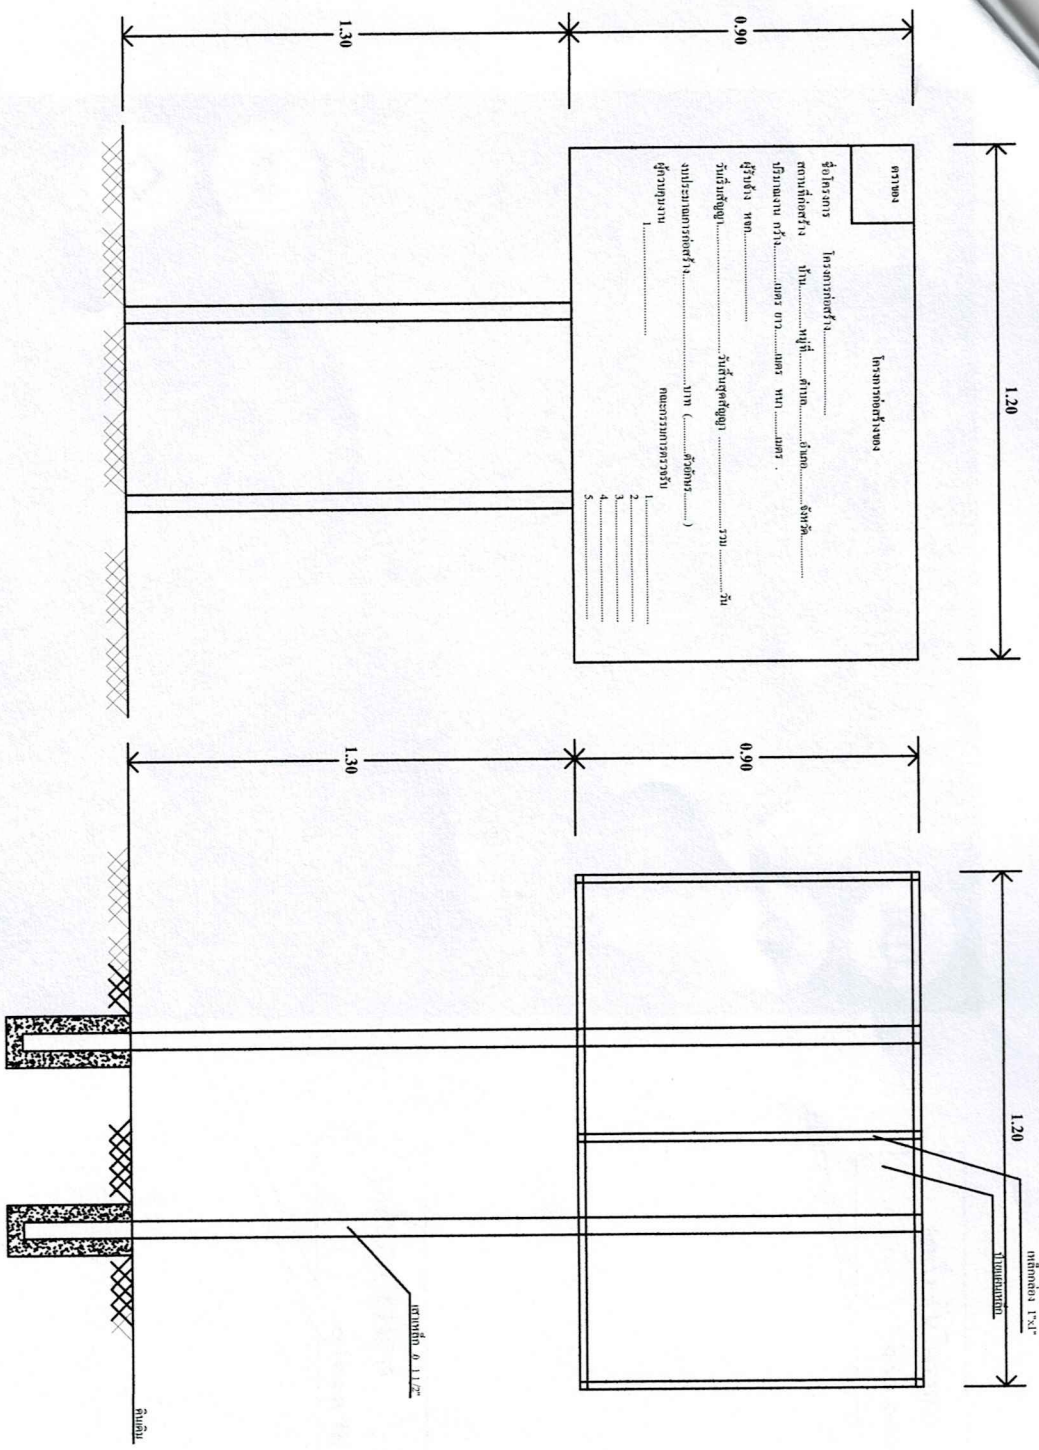 1.20
0.90
1.30
ตราของ
โครงการก่อสร้างของ
ชื่อโครงการ โครงการก่อสร้าง..............................
สถานที่ก่อสร้าง บ้าน............หมู่ที่.........ตำบล............อำเภอ............จังหวัด............
ปริมาณงาน กว้าง............เมตร ยาว.........เมตร หนา.........เมตร .
ผู้รับจ้าง หจก..............................
วันเริ่มสัญญา..............................วันสิ้นสุดสัญญา .....................รวม ............วัน
งบประมาณการก่อสร้าง..............................บาท (............ตัวอักษร............)
ผู้ควบคุมงาน คณะกรรมการตรวจรับ
1..............................
1..............................
2..............................
3..............................
4..............................
5..............................
1.20
0.90
1.30
เหล็กกล่อง 1"x1"
ป้ายแผ่นเหล็ก
เสาเหล็ก 0 1 1/2"
ดินเดิม